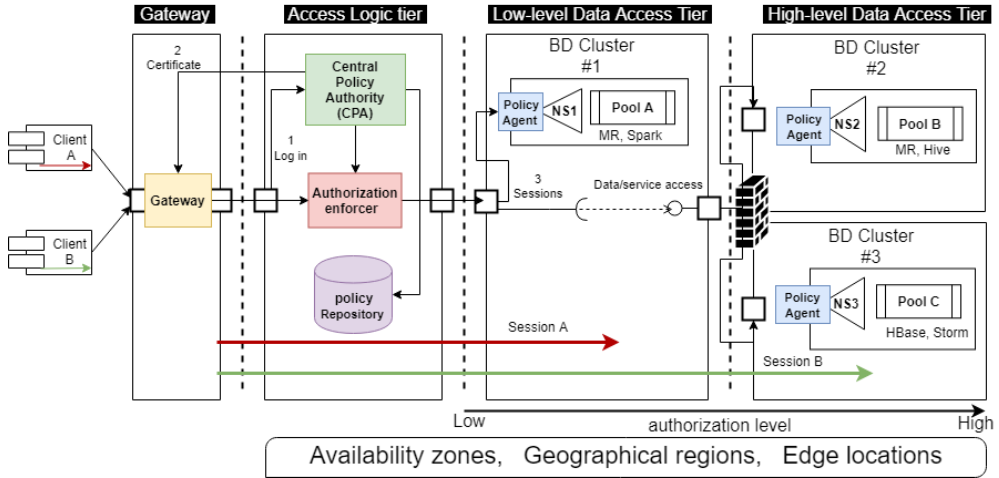 Gateway
Access Logic tier
Low-level Data Access Tier
High-level Data Access Tier
2
Certificate
Central
Policy
Authority
(CPA)
BD Cluster
#1
Policy
Agent
NS1
Pool A
MR, Spark
BD Cluster
#2
Policy
Agent
NS2
Pool B
MR, Hive
Client
A
1
Log in
Gateway
Authorization
enforcer
3
Sessions
Data/service access
Client
B
policy
Repository
BD Cluster
#3
Policy
Agent
NS3
Pool C
HBase, Storm
Session A
Session B
Low
authorization level
High
Availability zones, Geographical regions, Edge locations